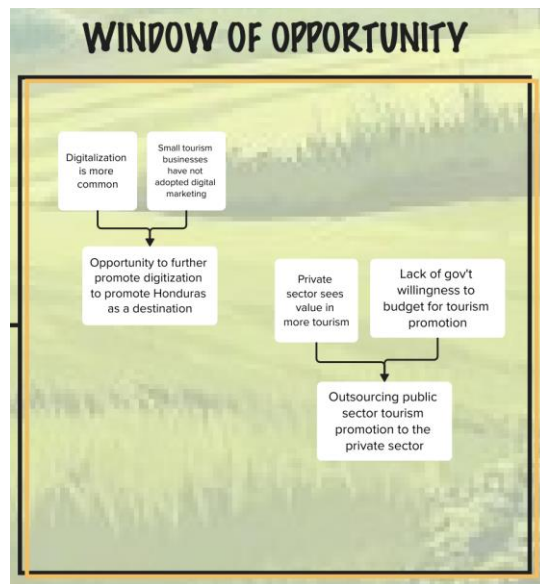 WINDOW OF OPPORTUNITY
Digitalization
is more
common
Small tourism
businesses
have not
adopted digital
marketing
Opportunity to further
promote digitization
to promote Honduras
as a destination
Private
sector sees
value in
more tourism
Lack of gov't
willingness to
budget for tourism
promotion
Outsourcing public
sector tourism
promotion to the
private sector